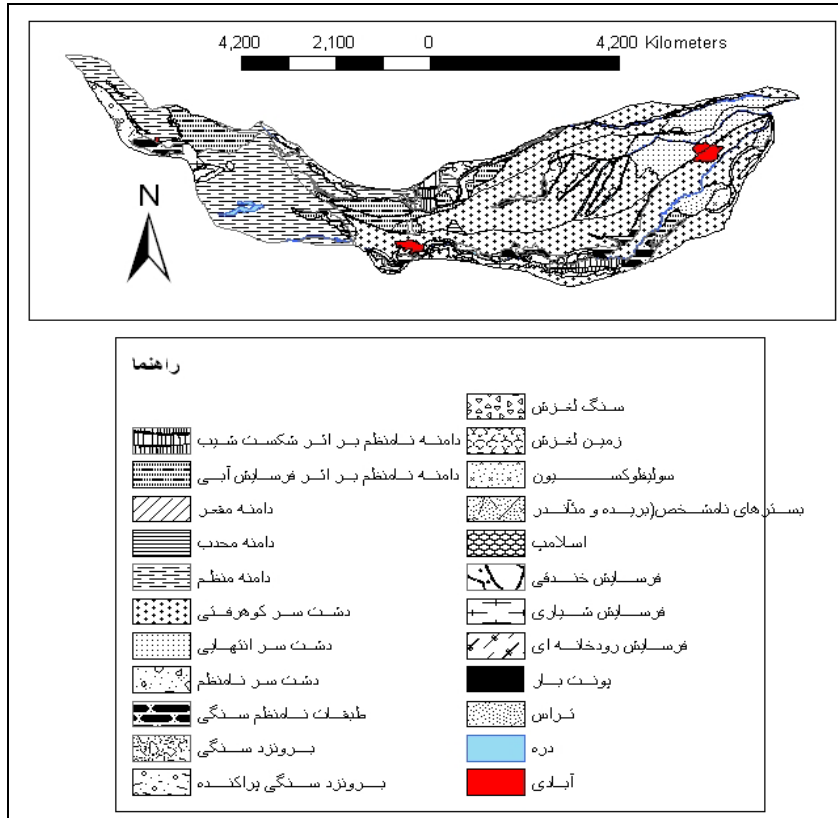 4,200 2,100 0 4,200 Kilometers
N
راهنما
سنگ لغزش
دامنه نامنظم بر اثر شکست شیب
زمین لغزش
دامنه نامنظم بر اثر فرسایش آبی
سولیفلوکسیون
دامنه مقعر
بسترهای نامشخص(بریده و مئاندر
دامنه محدب
اسلامپ
دامنه منظم
فرسایش خندقی
دشت سر کوهرفتی
فرسایش شیاری
دشت سر انتهایی
فرسایش رودخانه ای
دشت سر نامنظم
پونت بار
طبقات نامنظم سنگی
تراس
برونزد سنگی
دره
برونزد سنگی پراکنده
آبادی